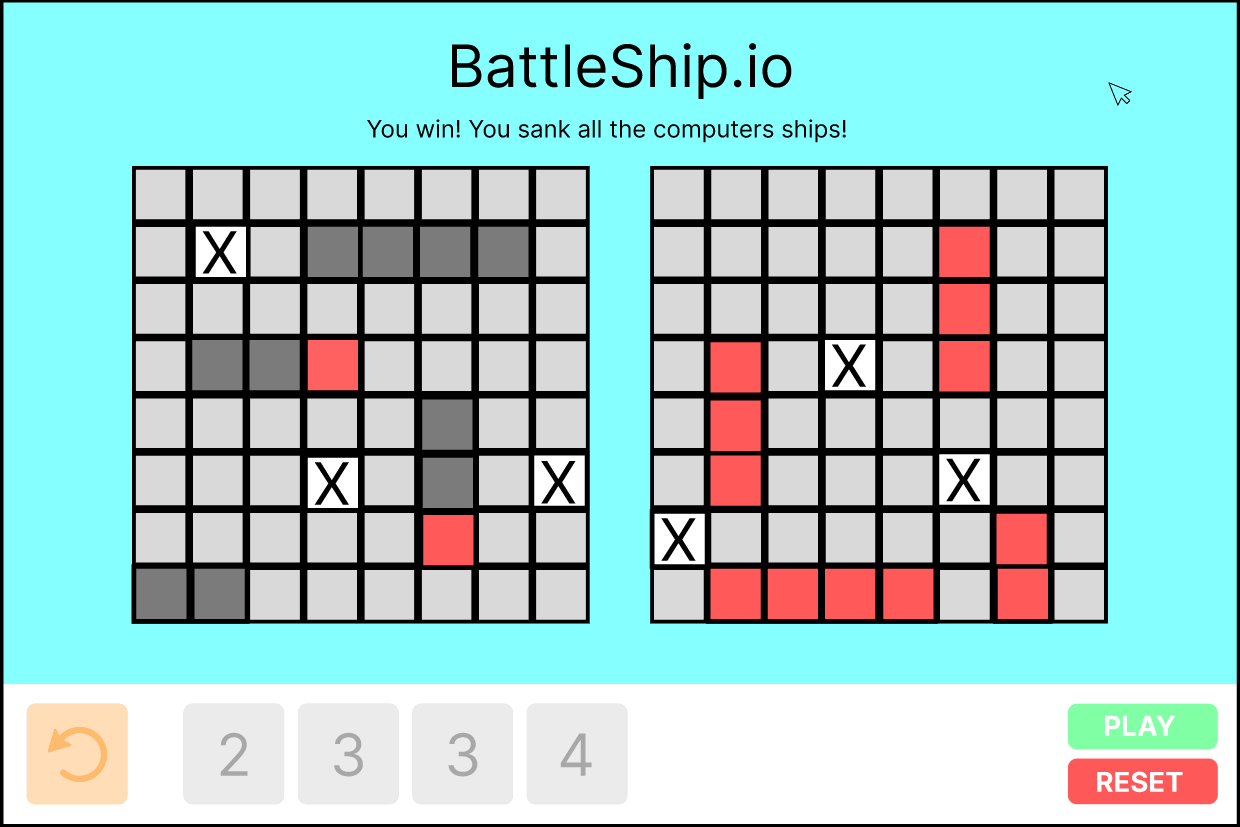 BattleShip.io
You win! You sank all the computers ships!
X
X
X X
X
X
2 3 3 4
PLAY
RESET